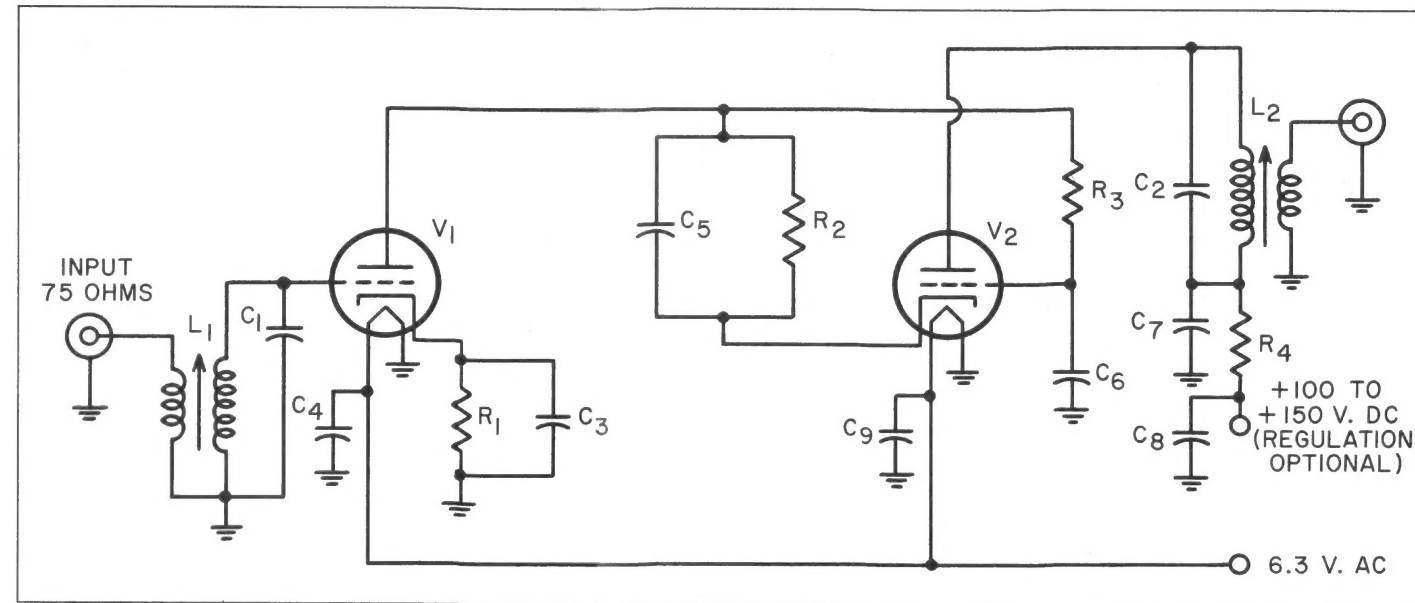 INPUT
75 OHMS
L1
C1
V1
C4
R1
C3
C5
R2
V2
C9
R3
C6
C2
L2
C7
R4
C8
+100 TO
+150 V. DC
(REGULATION
OPTIONAL)
6.3 V. AC